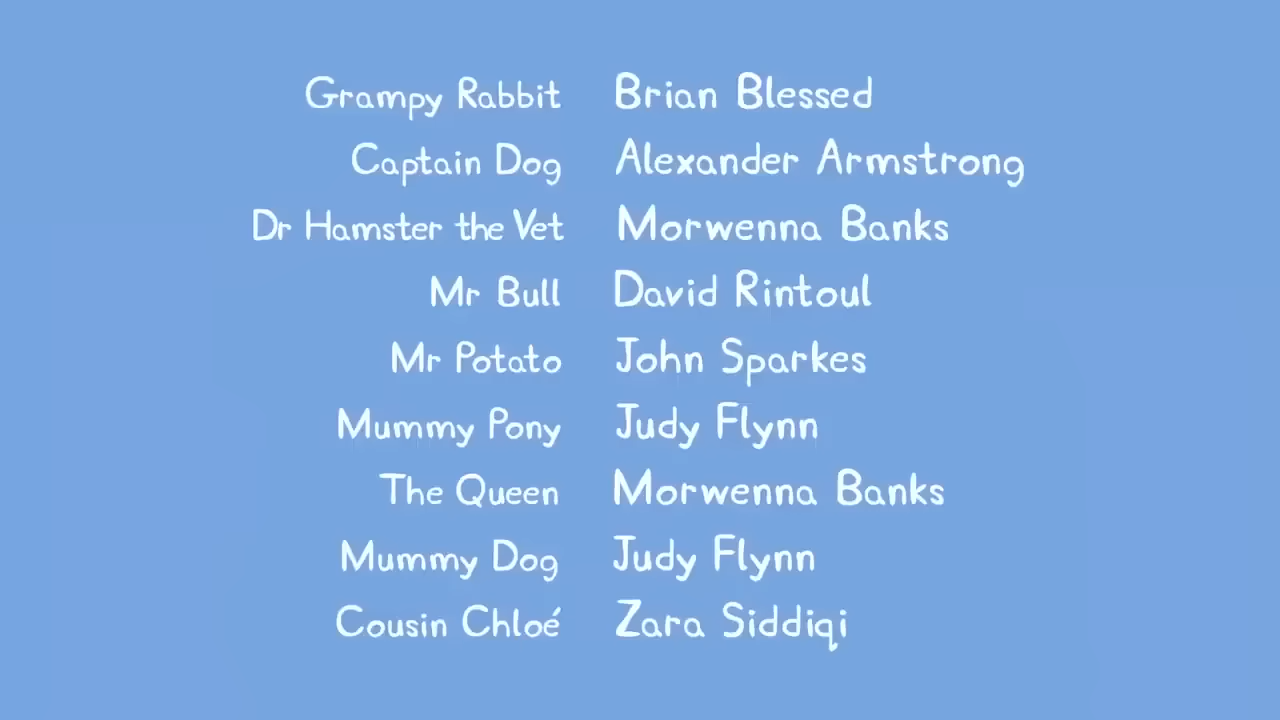 Grampy Rabbit Brian Blessed
Captain Dog Alexander Armstrong
Dr Hamster the Vet Morwenna Banks
Mr Bull David Rintoul
Mr Potato John Sparkes
Mummy Pony Judy Flynn
The Queen Morwenna Banks
Mummy Dog Judy Flynn
Cousin Chloé Zara Siddiqi